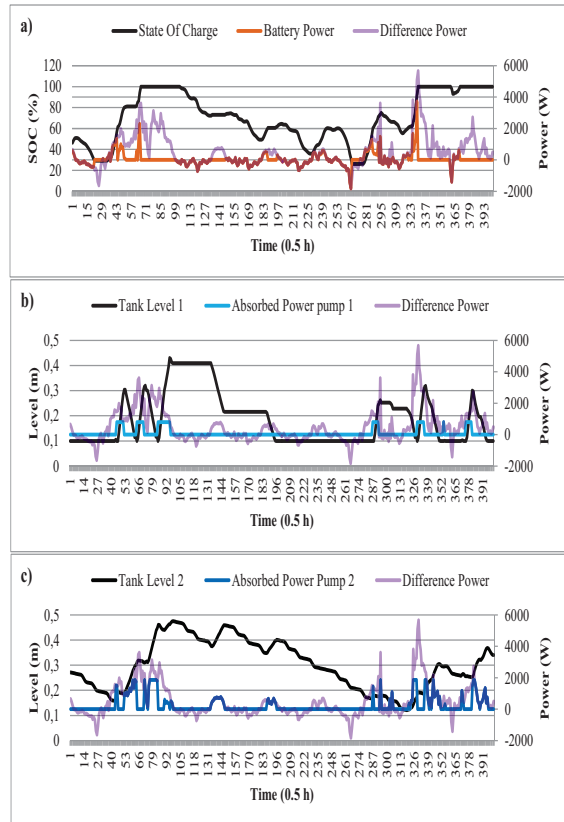 a)
State Of Charge Battery Power Difference Power
120 6000
100 5000
80 4000
60 3000
40 2000
20 1000
0 0
-1000
-2000
SOC (%)
Power (W)
1 15 29 43 57 71 85 99 113 127 141 155 169 183 197 211 225 239 253 267 281 295 309 323 337 351 365 379 393
Time (0.5 h)
b)
Tank Level 1 Absorbed Power pump 1 Difference Power
0,5 6000
0,4 4000
0,3 2000
0,2 0
0,1 -2000
0
Level (m)
Power (W)
1 14 27 40 53 66 79 92 105 118 131 144 157 170 183 196 209 222 235 248 261 274 287 300 313 326 339 352 365 378 391
Time (0.5 h)
c)
Tank Level 2 Absorbed Power Pump 2 Difference Power
0,5 6000
0,4 4000
0,3 2000
0,2 0
0,1 -2000
0
Level (m)
Power (W)
1 14 27 40 53 66 79 92 105 118 131 144 157 170 183 196 209 222 235 248 261 274 287 300 313 326 339 352 365 378 391
Time (0.5 h)